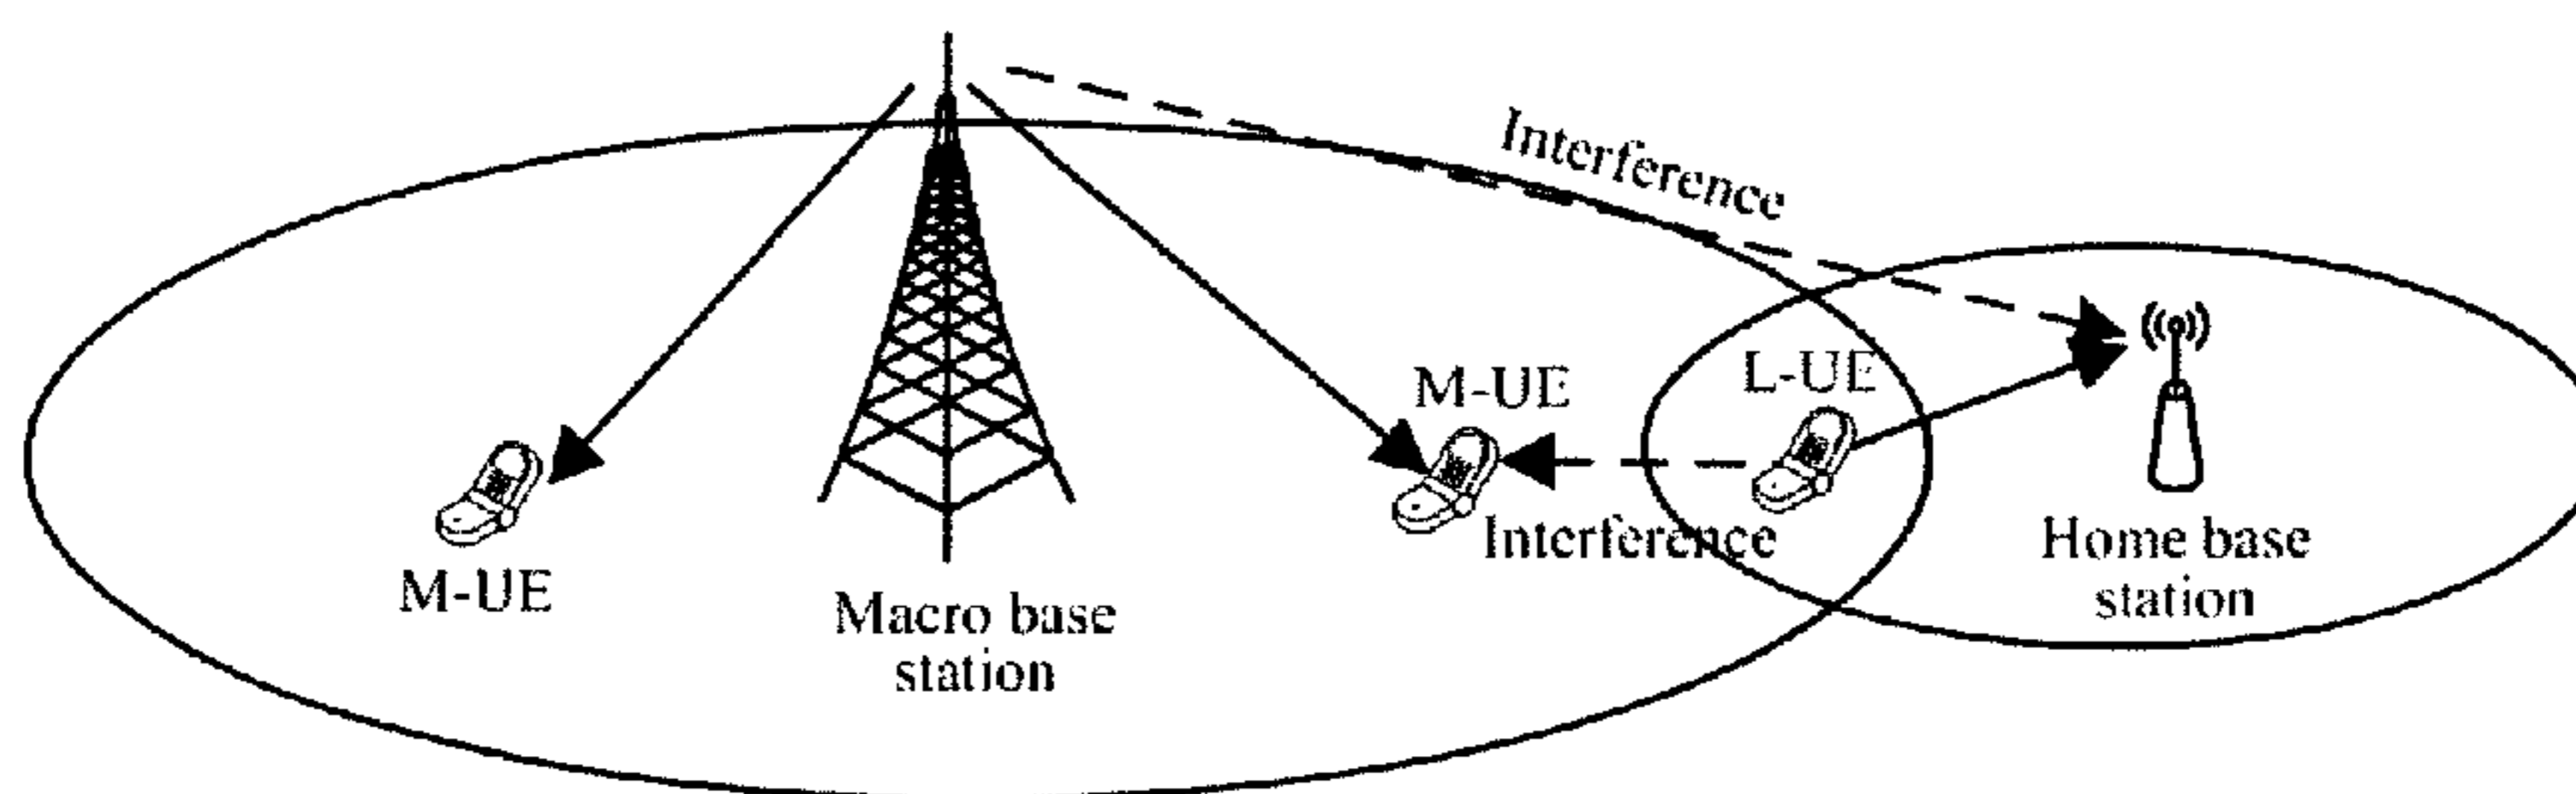 Interference
M-UE
L-UE
Interference
Home base
station
M-UE
Macro base
station